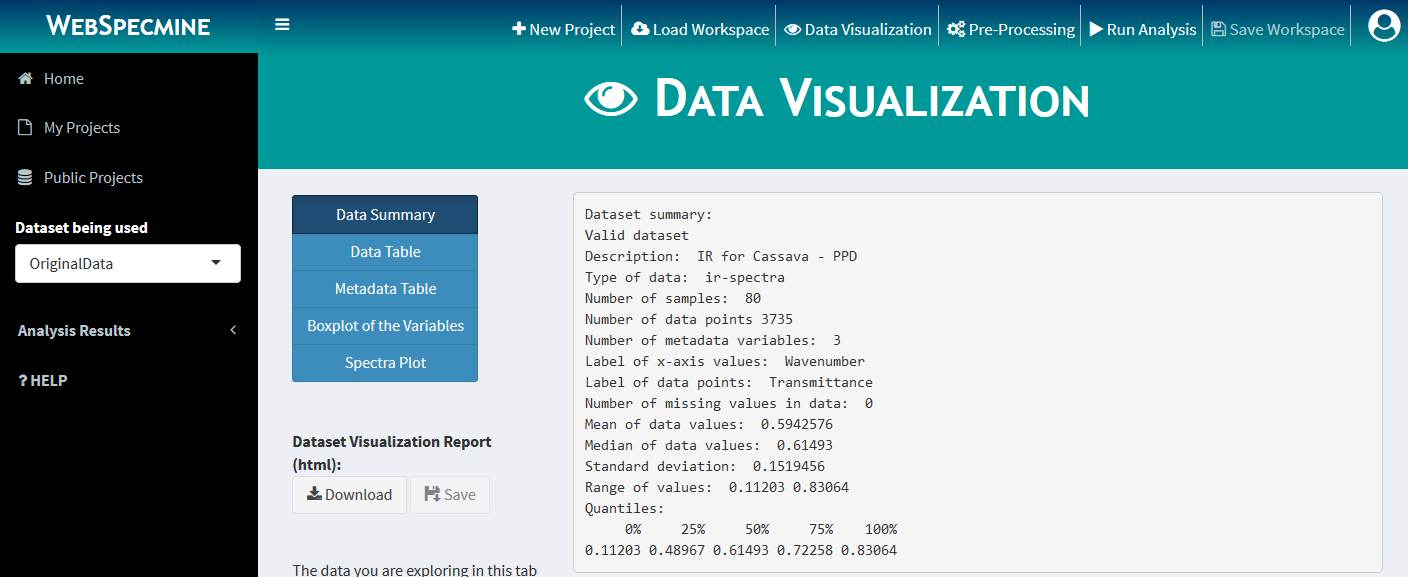 WebSpecmine
New Project
Load Workspace
Data Visualization
Pre-Processing
Run Analysis
Save Workspace
Home
My Projects
Public Projects
Dataset being used
OriginalData
Analysis Results
? HELP
Data Visualization
Data Summary
Data Table
Metadata Table
Boxplot of the Variables
Spectra Plot
Dataset Visualization Report
(html):
Download
Save
The data you are exploring in this tab
Dataset summary:
Valid dataset
Description:  IR for Cassava - PPD
Type of data:  ir-spectra
Number of samples:  80
Number of data points 3735
Number of metadata variables:  3
Label of x-axis values:  Wavenumber
Label of data points:  Transmittance
Number of missing values in data:  0
Mean of data values:  0.5942576
Median of data values:  0.61493
Standard deviation:  0.1519456
Range of values:  0.11203 0.83064
Quantiles:
     0%     25%     50%     75%    100%
0.11203 0.48967 0.61493 0.72258 0.83064